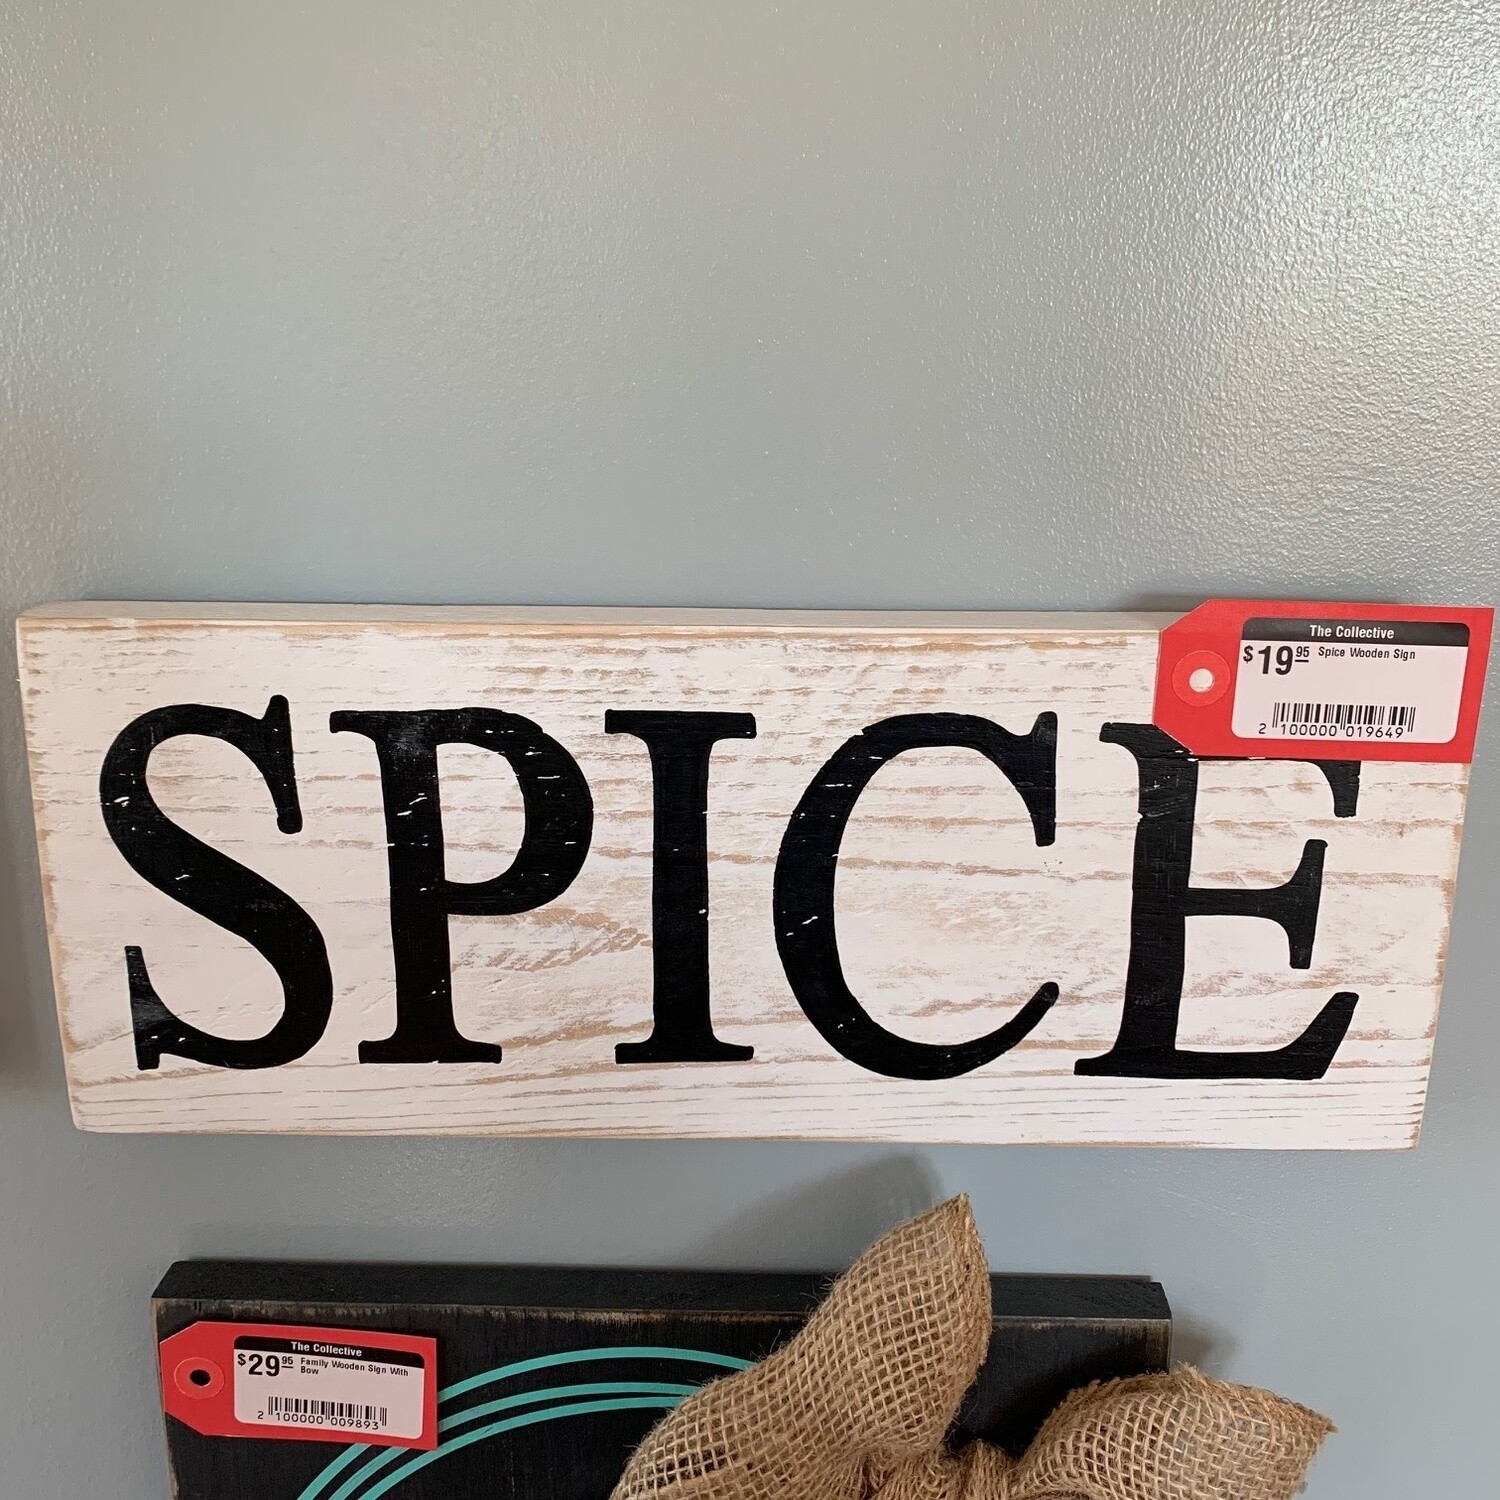 The Collective
$19.95 Spice Wooden Sign
2 100000 019649
SPICE
The Collective
$29.95 Family Wooden Sign With
Bow
2 100000 009893